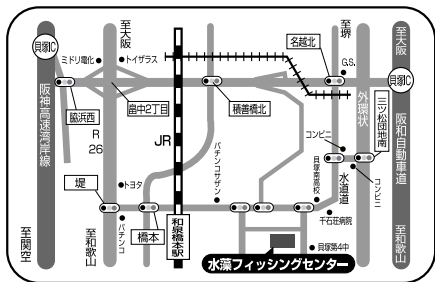 貝塚IC
至大阪
ミドリ電化
トイザラス
名越北
至堺
G.S.
至大阪
貝塚IC
脇浜西
畠中2丁目
積善橋北
三ツ松団地南
外環状
阪神高速湾岸線
R
26
JR
パチンコサザン
コンビニ
コンビニ
水道道
貝塚南高校
阪和自動車道
トヨタ
堤
千石荘病院
パチンコ
橋本
和泉橋本駅
至関空
至和歌山
貝塚第4中
至和歌山
水藻フィッシングセンター